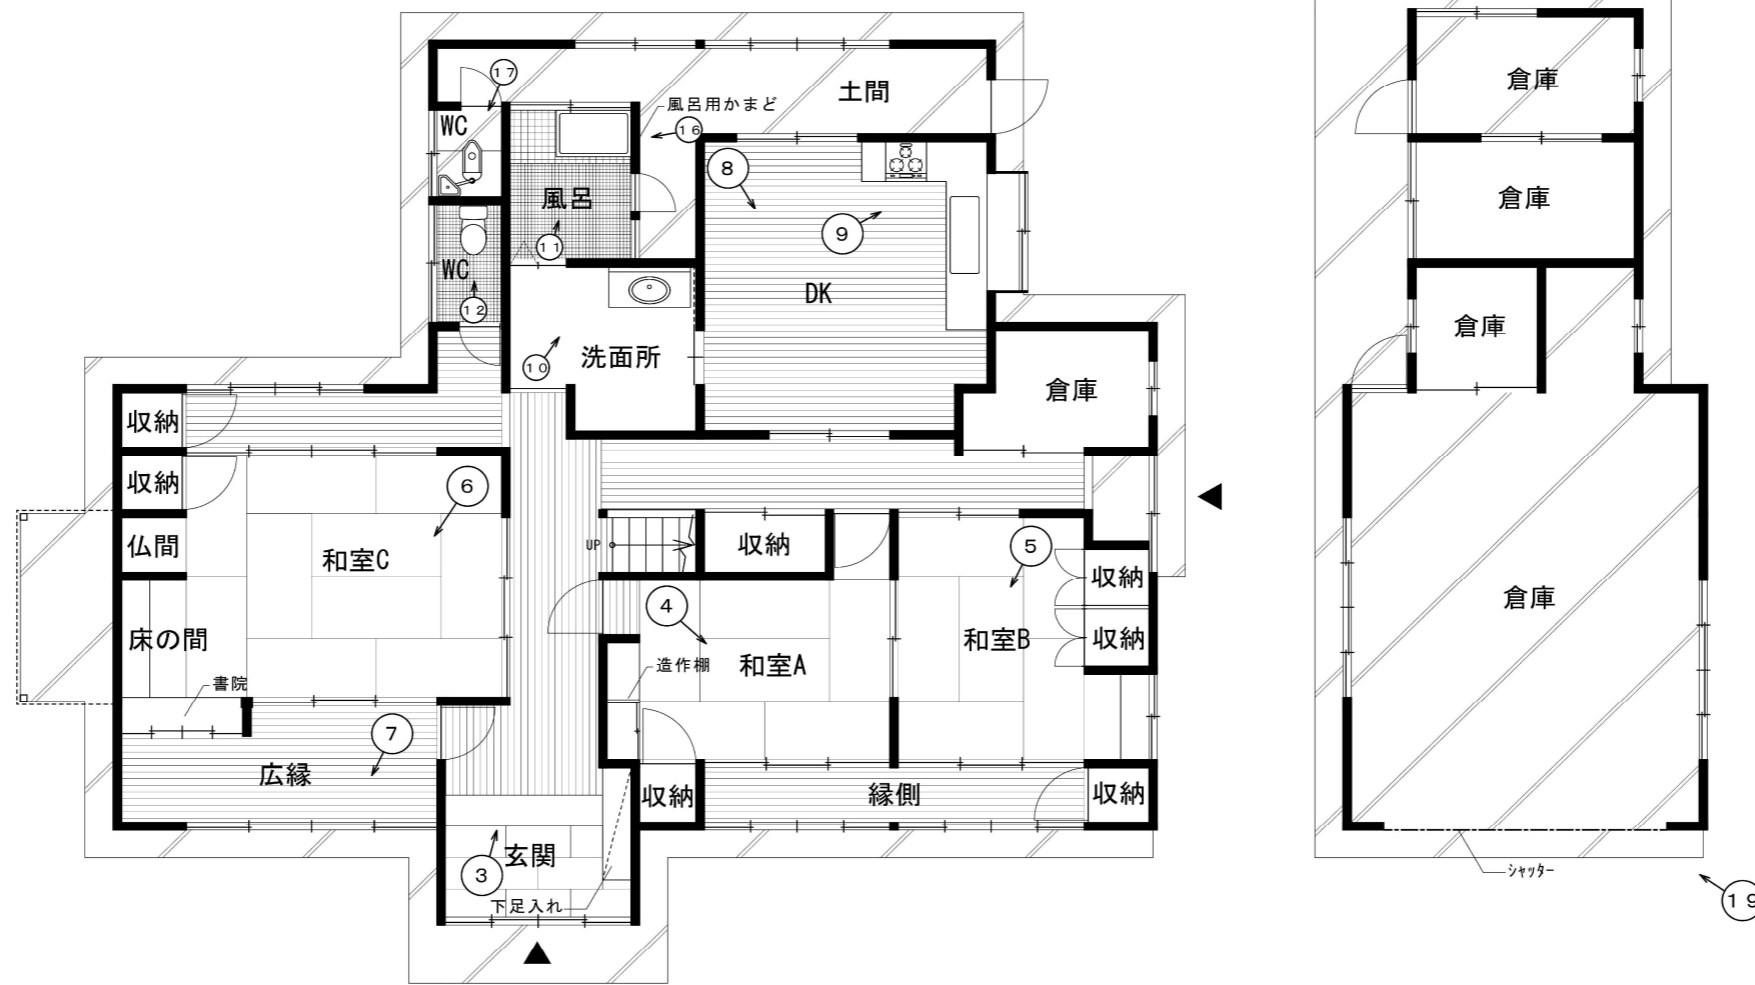 倉庫
17
土間
風呂用かまど
WC
16
8
風呂
9
倉庫
11
WC
DK
12
倉庫
洗面所
10
倉庫
収納
収納
6
仏間
和室C
UP
収納
5
収納
4
倉庫
床の間
和室B
収納
造作棚
和室A
書院
7
広縁
収納
縁側
収納
3
玄関
シャッター
下足入れ
19